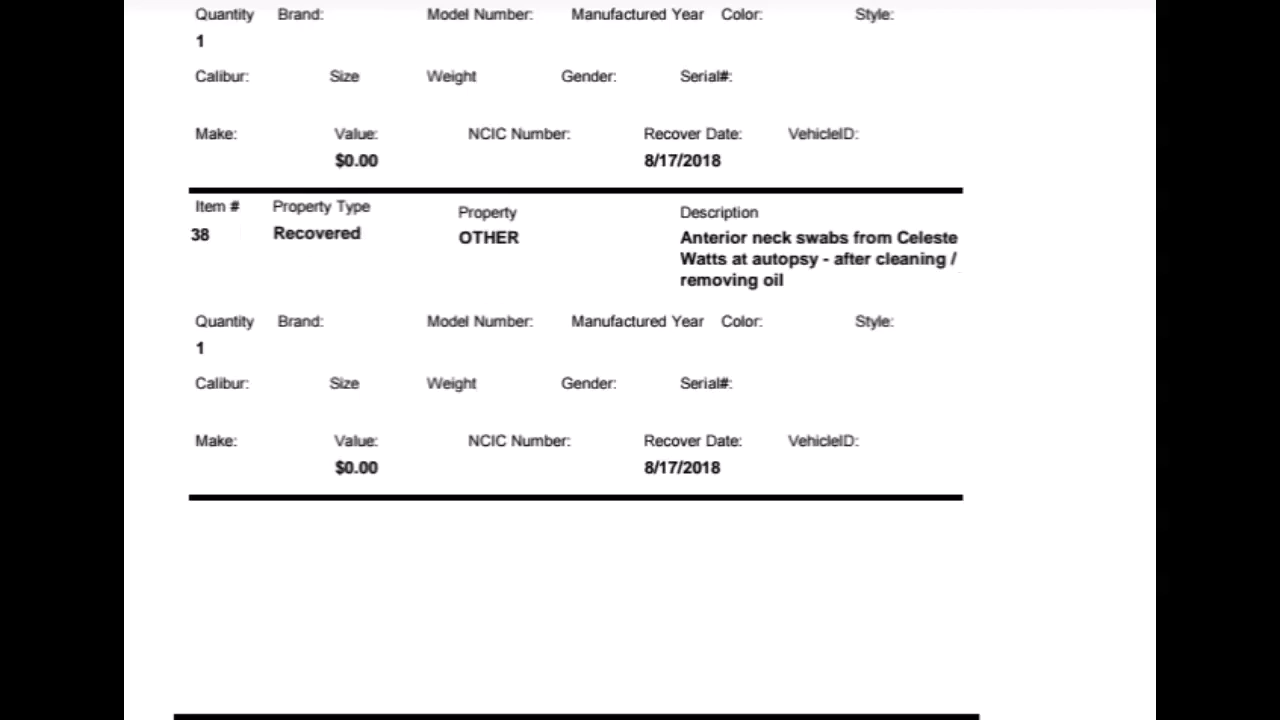 Quantity Brand: Model Number: Manufactured Year Color: Style:
1
Calibur: Size Weight Gender: Serial#:
Make: Value: NCIC Number: Recover Date: VehicleID:
$0.00 8/17/2018
Item # Property Type Property Description
38 Recovered OTHER Anterior neck swabs from Celeste
Watts at autopsy - after cleaning /
removing oil
Quantity Brand: Model Number: Manufactured Year Color: Style:
1
Calibur: Size Weight Gender: Serial#:
Make: Value: NCIC Number: Recover Date: VehicleID:
$0.00 8/17/2018